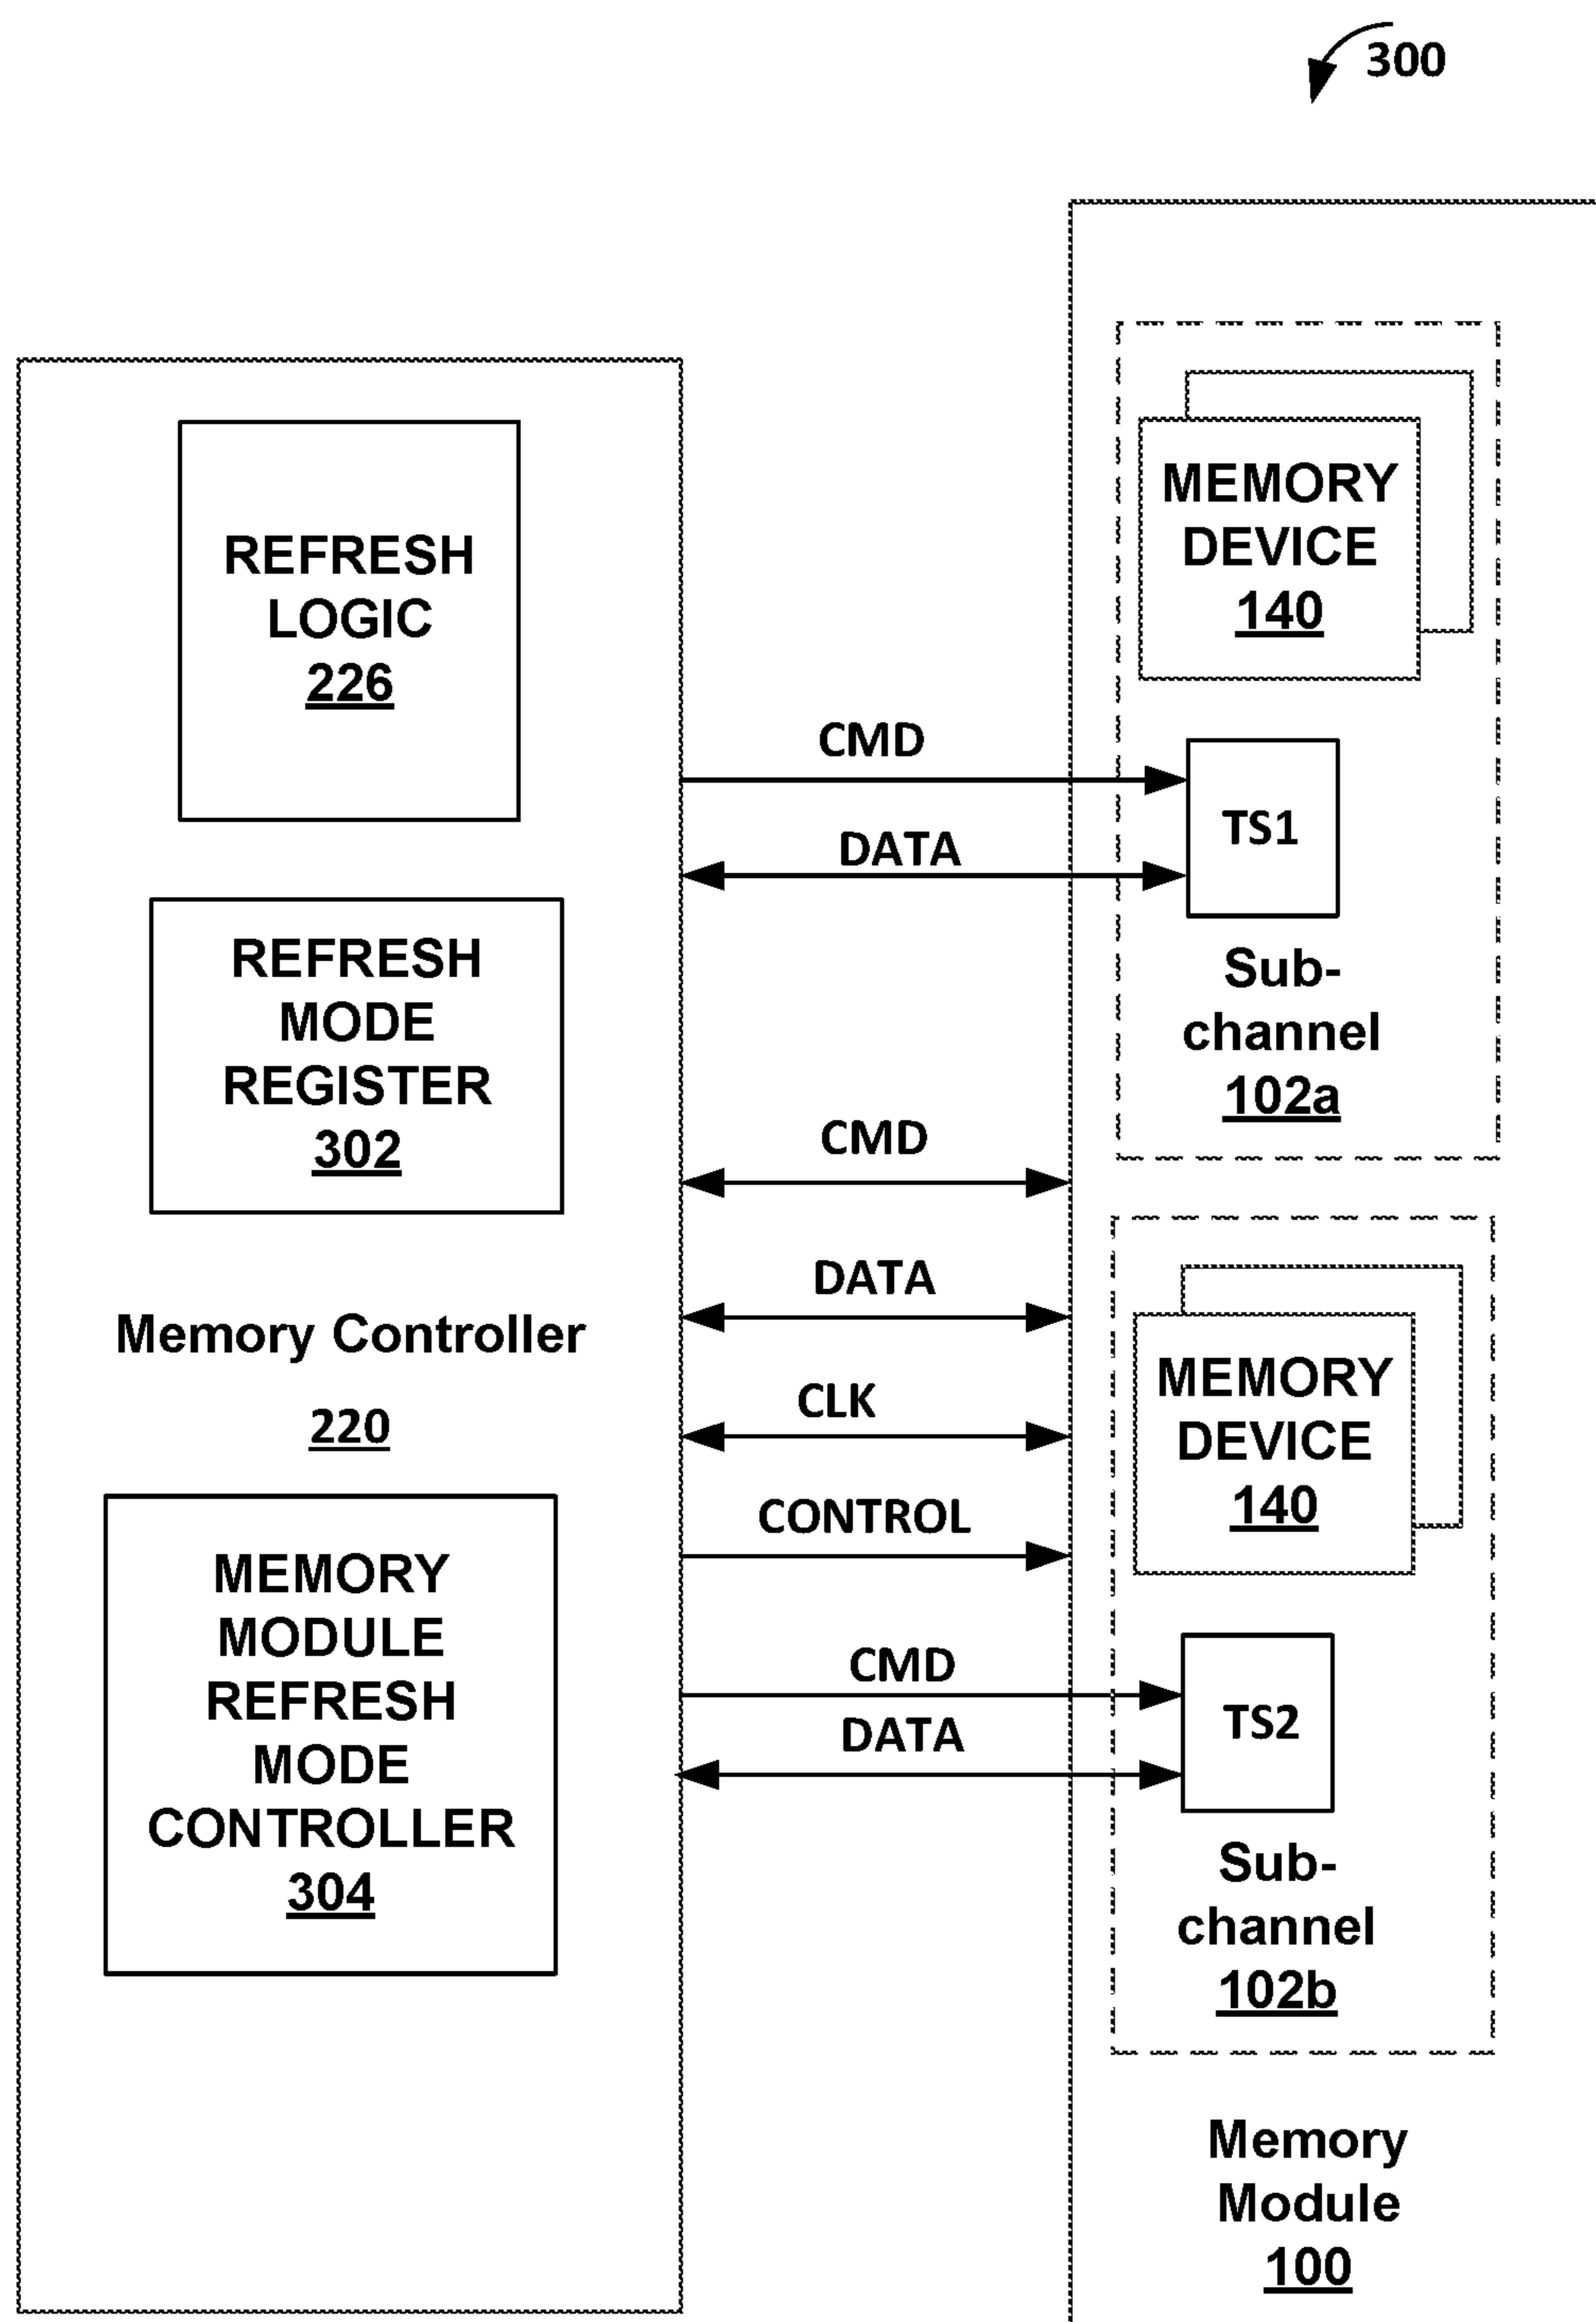 300
REFRESH
LOGIC
226
REFRESH
MODE
REGISTER
302
Memory Controller
220
MEMORY
MODULE
REFRESH
MODE
CONTROLLER
304
CMD
DATA
CMD
DATA
CLK
CONTROL
CMD
DATA
MEMORY
DEVICE
140
TS1
Sub-
channel
102a
MEMORY
DEVICE
140
TS2
Sub-
channel
102b
Memory
Module
100